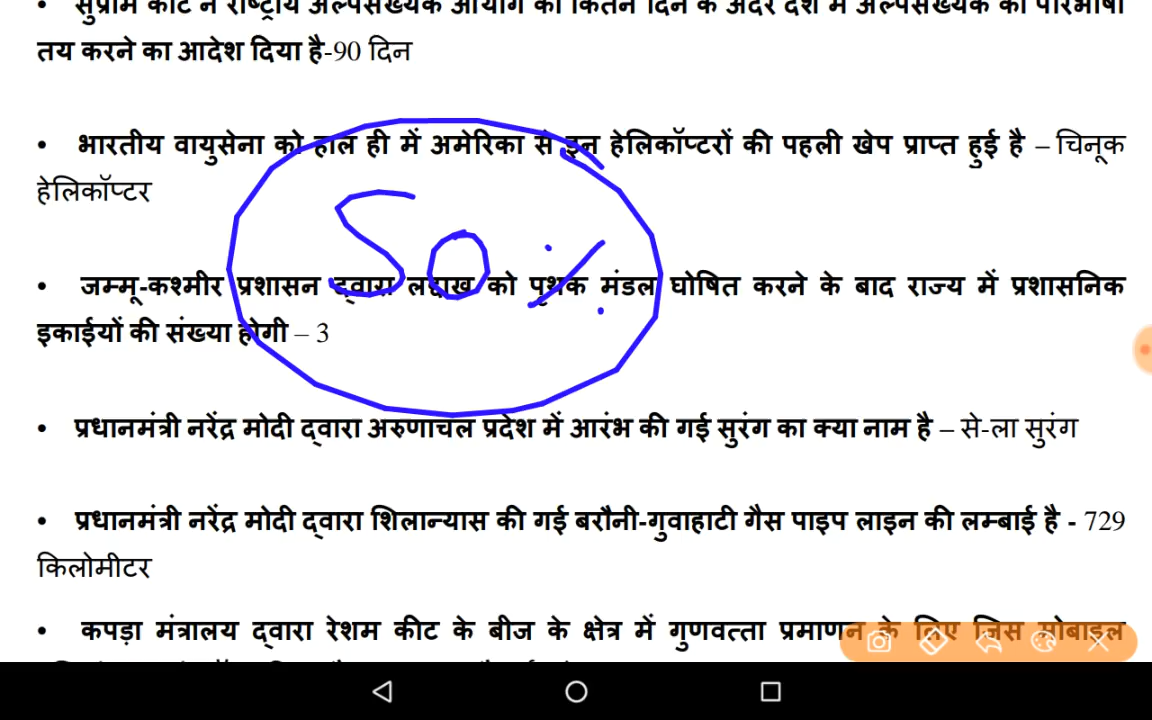 • सुप्रीम कोर्ट ने राष्ट्रीय अल्पसंख्यक आयोग को कितने दिन के अंदर देश में अल्पसंख्यक की परिभाषा
तय करने का आदेश दिया है-90 दिन
• भारतीय वायुसेना को हाल ही में अमेरिका से इन हेलिकॉप्टरों की पहली खेप प्राप्त हुई है – चिनूक
हेलिकॉप्टर
50%
• जम्मू-कश्मीर प्रशासन द्वारा लद्दाख को पृथक मंडल घोषित करने के बाद राज्य में प्रशासनिक
इकाईयों की संख्या होगी – 3
• प्रधानमंत्री नरेंद्र मोदी द्वारा अरुणाचल प्रदेश में आरंभ की गई सुरंग का क्या नाम है – से-ला सुरंग
• प्रधानमंत्री नरेंद्र मोदी द्वारा शिलान्यास की गई बरौनी-गुवाहाटी गैस पाइप लाइन की लम्बाई है - 729
किलोमीटर
• कपड़ा मंत्रालय द्वारा रेशम कीट के बीज के क्षेत्र में गुणवत्ता प्रमाणन के लिए जिस मोबाइल